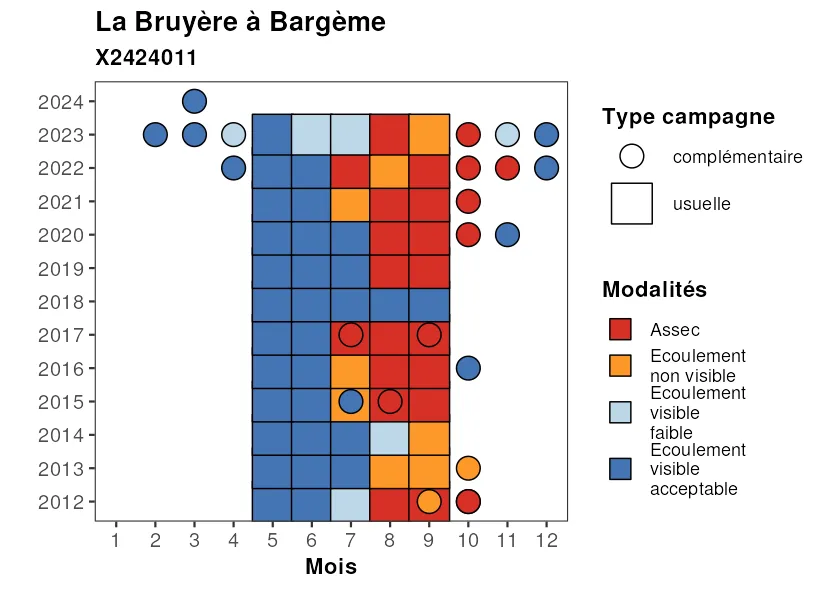 La Bruyère à Bargème
X2424011
2024
2023
2022
2021
2020
2019
2018
2017
2016
2015
2014
2013
2012
1 2 3 4 5 6 7 8 9 10 11 12
Mois
Type campagne
complémentaire
usuelle
Modalités
Assec
Ecoulement
non visible
Ecoulement
visible
faible
Ecoulement
visible
acceptable